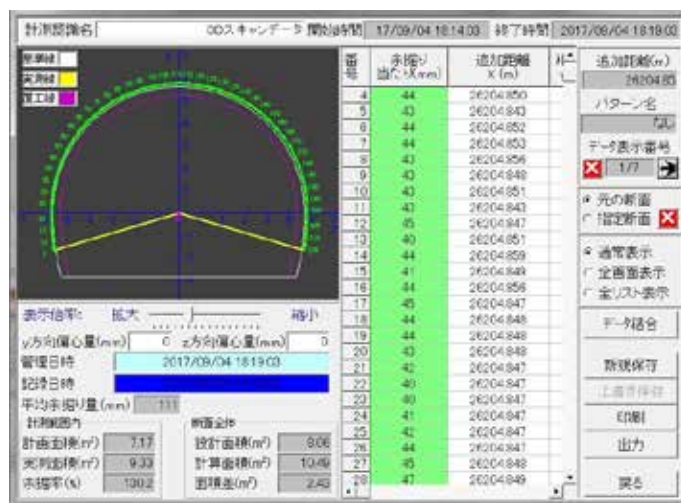 計測認識名
ODスキャンデータ 開始時間 17/09/04 18:14:03 終了時間 2017/09/04 18:19:03
基準線
実測線
施工線
番号 余掘り当たり(mm) 追加距離X(m)
4 44 26204.850
5 43 26204.843
6 44 26204.852
7 44 26204.853
8 43 26204.856
9 43 26204.848
10 43 26204.851
11 43 26204.843
12 45 26204.847
13 40 26204.851
14 44 26204.859
15 41 26204.849
16 44 26204.856
17 45 26204.847
18 44 26204.848
19 44 26204.848
20 43 26204.848
21 42 26204.847
22 40 26204.847
23 40 26204.847
24 41 26204.847
25 42 26204.847
26 44 26204.847
27 45 26204.848
28 47 26204.849
追加距離(m)
26204.85
パターン名
なし
データ表示番号
1/7
元の断面
指定断面
通常表示
全画面表示
全リスト表示
データ結合
新規保存
上書き保存
印刷
出力
戻る
表示倍率: 拡大 縮小
y方向偏心量(mm) 0 z方向偏心量(mm) 0
管理日時 2017/09/04 18:19:03
記録日時
平均余掘り量(mm) 111
計測範囲内
計画面積(㎡) 7.17
実測面積(㎡) 9.33
余掘率(%) 130.2
断面全体
設計面積(㎡) 8.06
計算面積(㎡) 10.49
面積差(㎡) 2.43